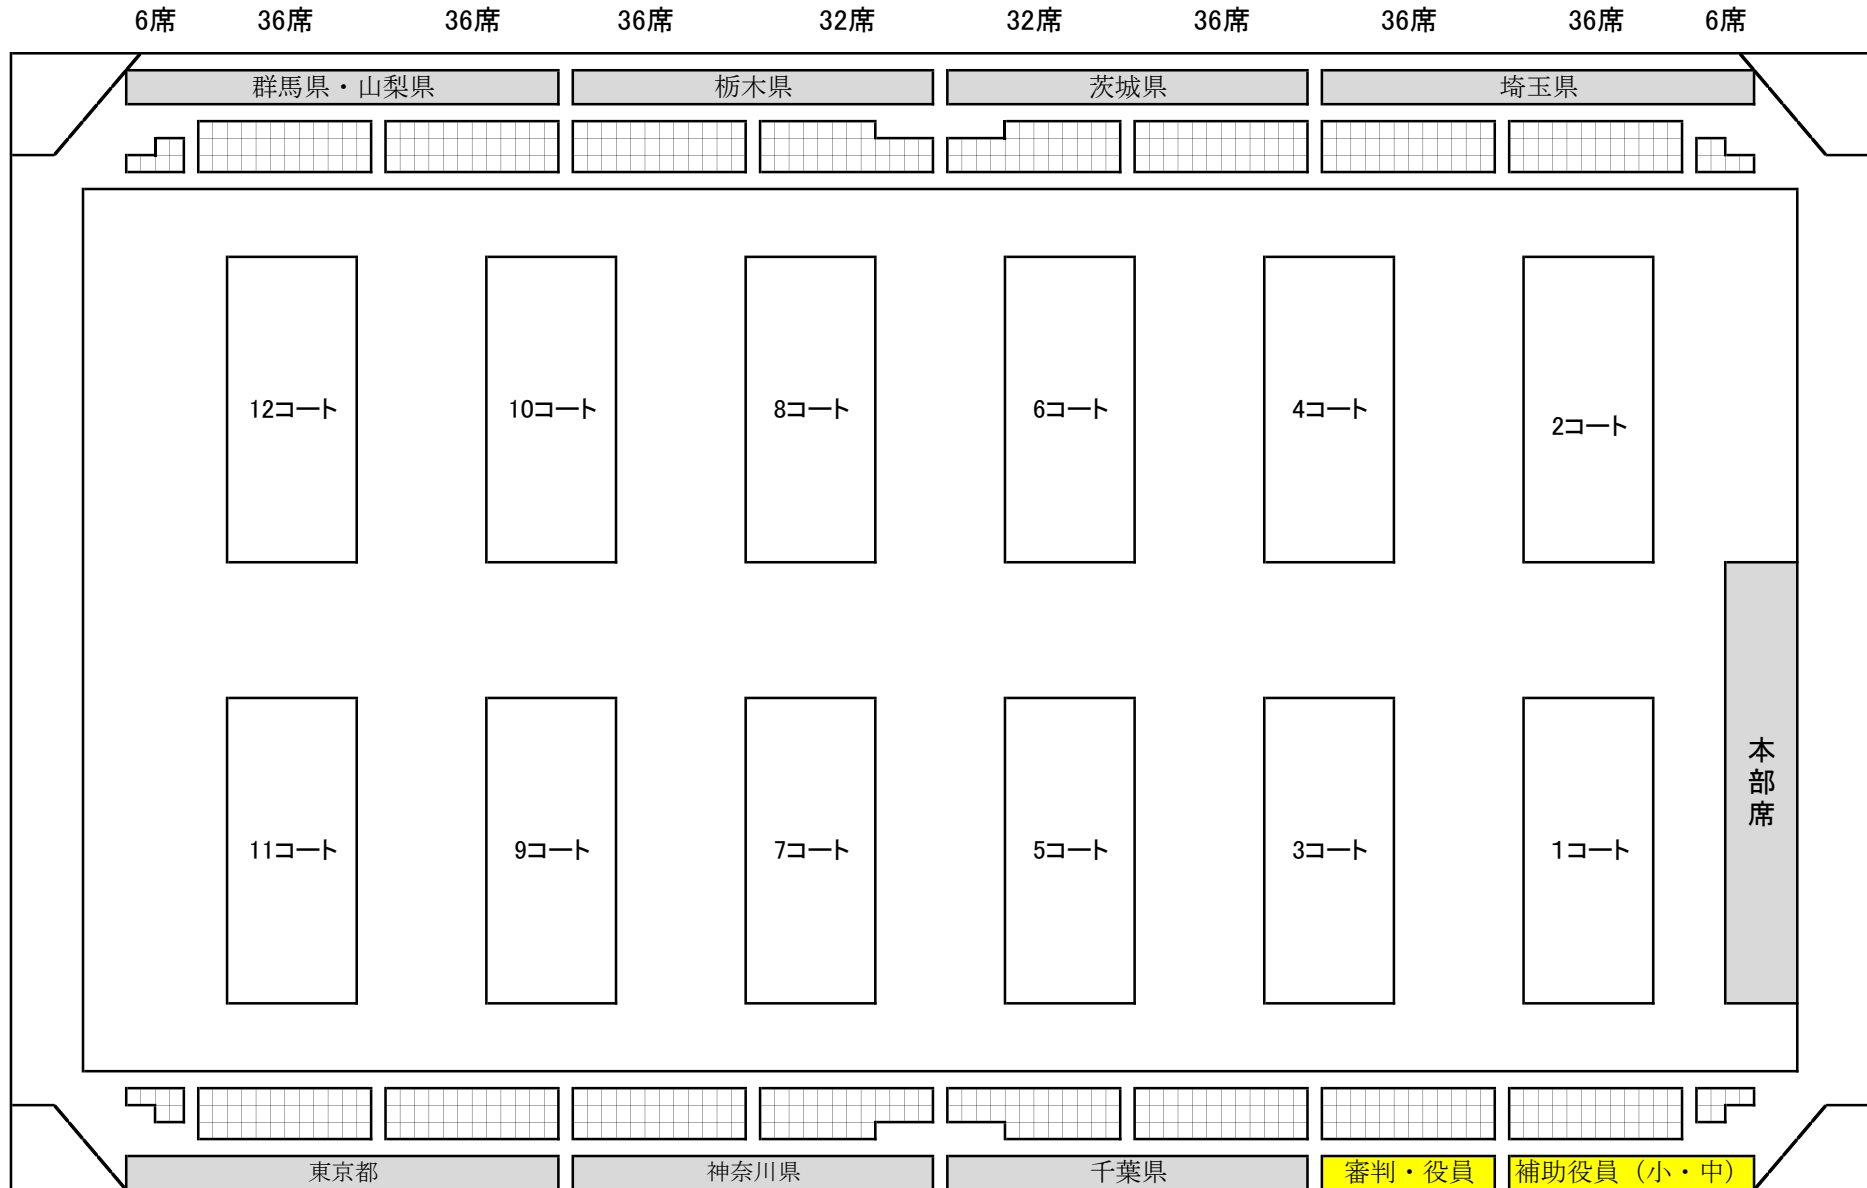 6席 36席 36席 36席 32席 32席 36席 36席 36席 6席
群馬県・山梨県 栃木県 茨城県 埼玉県
12コート 10コート 8コート 6コート 4コート 2コート
本部席
11コート 9コート 7コート 5コート 3コート 1コート
東京都 神奈川県 千葉県 審判・役員 補助役員（小・中）